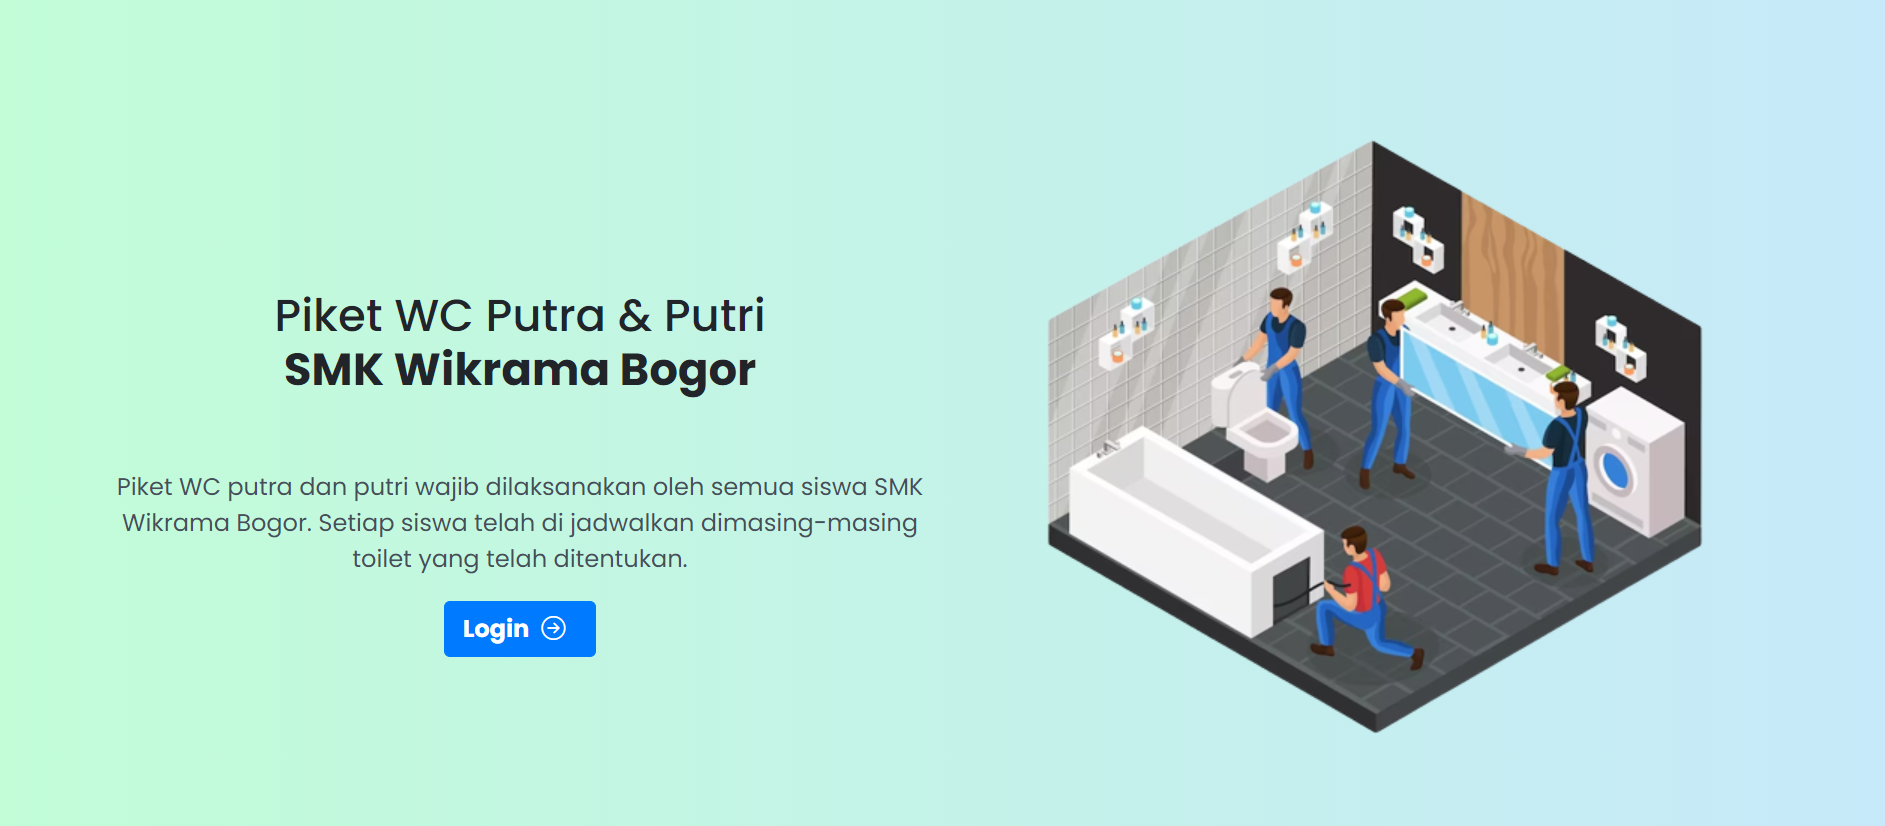 Piket WC Putra & Putri
SMK Wikrama Bogor
Piket WC putra dan putri wajib dilaksanakan oleh semua siswa SMK
Wikrama Bogor. Setiap siswa telah di jadwalkan dimasing-masing
toilet yang telah ditentukan.
Login